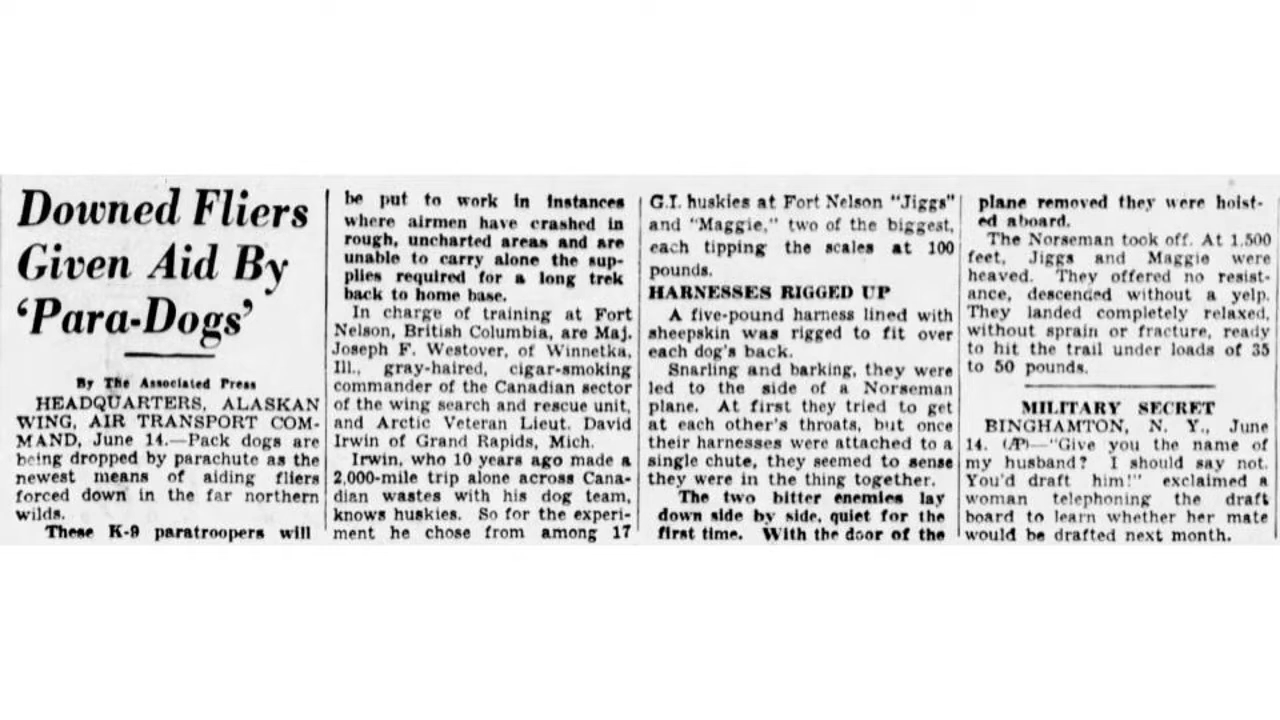 Downed Fliers
Given Aid By
'Para-Dogs'
By The Associated Press
HEADQUARTERS, ALASKAN
WING, AIR TRANSPORT COM-
MAND, June 14.—Pack dogs are
being dropped by parachute as the
newest means of aiding fliers
forced down in the far northern
wilds.
These K-9 paratroopers will
be put to work in instances
where airmen have crashed in
rough, uncharted areas and are
unable to carry alone the sup-
plies required for a long trek
back to home base.
In charge of training at Fort
Nelson, British Columbia, are Maj.
Joseph F. Westover, of Winnetka,
Ill., gray-haired, cigar-smoking
commander of the Canadian sector
of the wing search and rescue unit,
and Arctic Veteran Lieut. David
Irwin of Grand Rapids, Mich.
Irwin, who 10 years ago made a
2,000-mile trip alone across Cana-
dian wastes with his dog team,
knows huskies. So for the experi-
ment he chose from among 17
G.I. huskies at Fort Nelson "Jiggs"
and "Maggie," two of the biggest,
each tipping the scales at 100
pounds.
HARNESSES RIGGED UP
A five-pound harness lined with
sheepskin was rigged to fit over
each dog's back.
Snarling and barking, they were
led to the side of a Norseman
plane. At first they tried to get
at each other's throats, but once
their harnesses were attached to a
single chute, they seemed to sense
they were in the thing together.
The two bitter enemies lay
down side by side, quiet for the
first time. With the door of the
plane removed they were hoist-
ed aboard.
The Norseman took off. At 1,500
feet, Jiggs and Maggie were
heaved. They offered no resist-
ance, descended without a yelp.
They landed completely relaxed,
without sprain or fracture, ready
to hit the trail under loads of 35
to 50 pounds.
MILITARY SECRET
BINGHAMTON, N. Y., June
14. (AP)—"Give you the name of
my husband? I should say not.
You'd draft him!" exclaimed a
woman telephoning the draft
board to learn whether her mate
would be drafted next month.